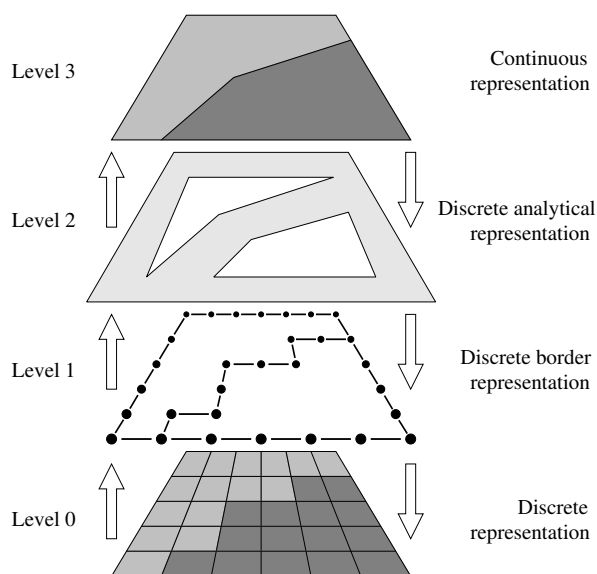 Level 3
Continuous
representation
Level 2
Discrete analytical
representation
Level 1
Discrete border
representation
Level 0
Discrete
representation